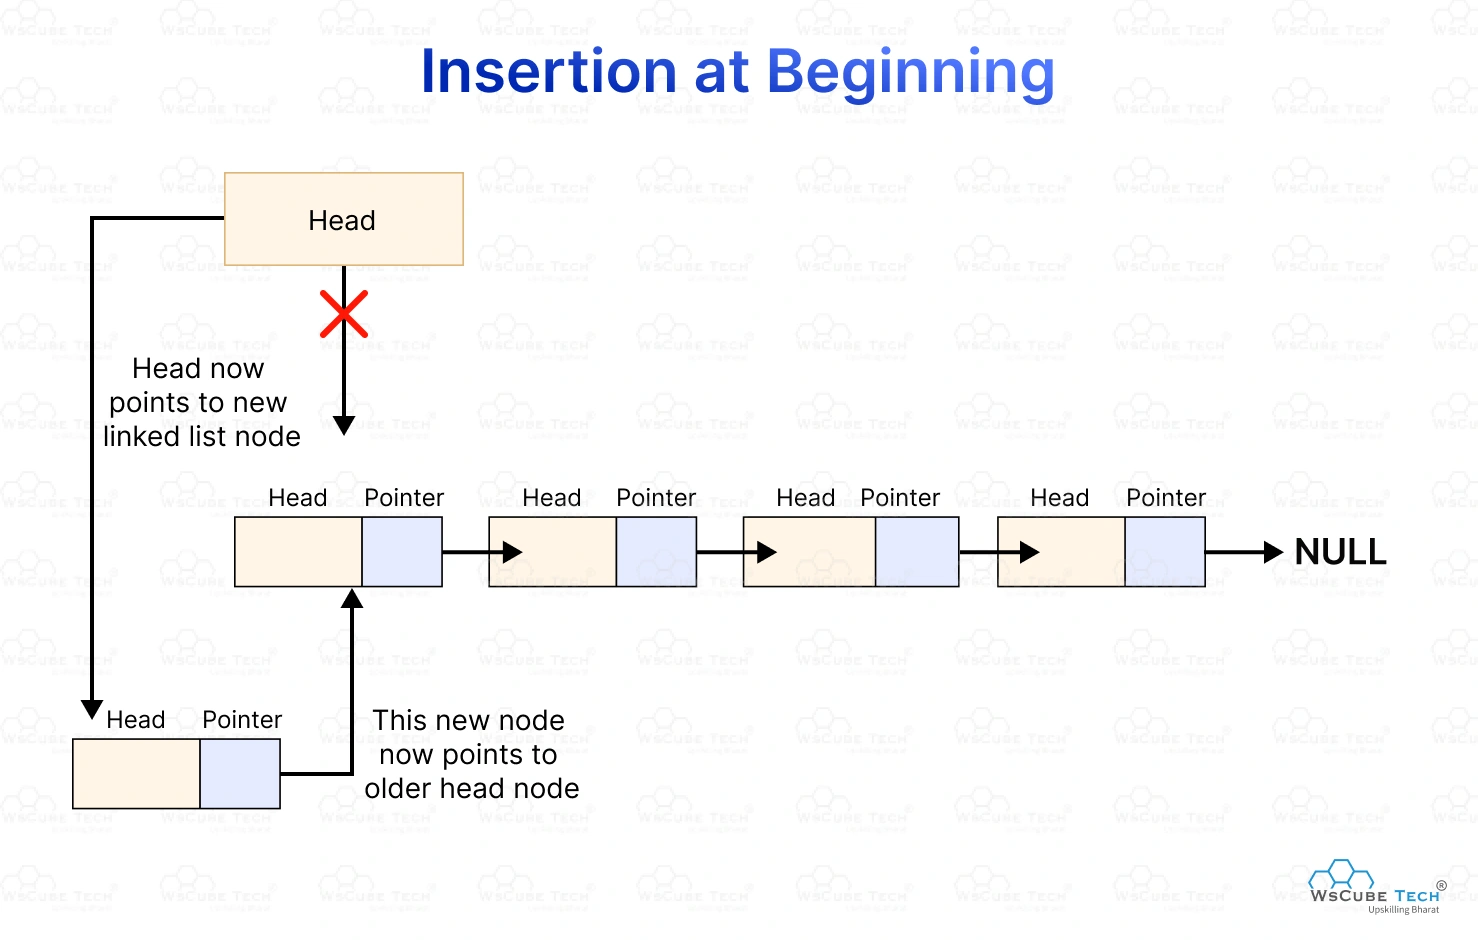 Insertion at Beginning
Head
Head now
points to new
linked list node
Head Pointer Head Pointer Head Pointer Head Pointer
NULL
Head Pointer
This new node
now points to
older head node
WSCUBE TECH®
Upskilling Bharat